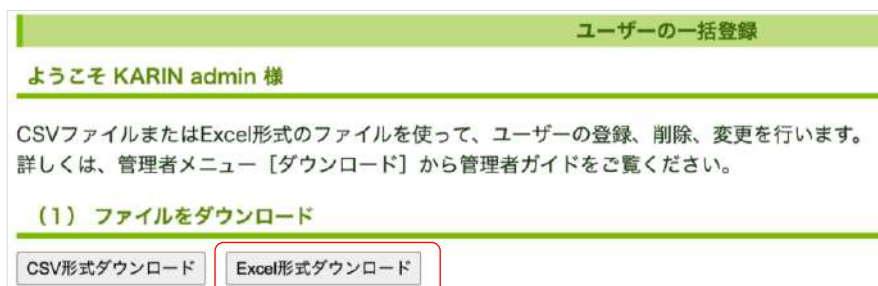 ユーザーの一括登録
ようこそ KARIN admin 様
CSVファイルまたはExcel形式のファイルを使って、ユーザーの登録、削除、変更を行います。
詳しくは、管理者メニュー［ダウンロード］から管理者ガイドをご覧ください。
（1） ファイルをダウンロード
CSV形式ダウンロード Excel形式ダウンロード